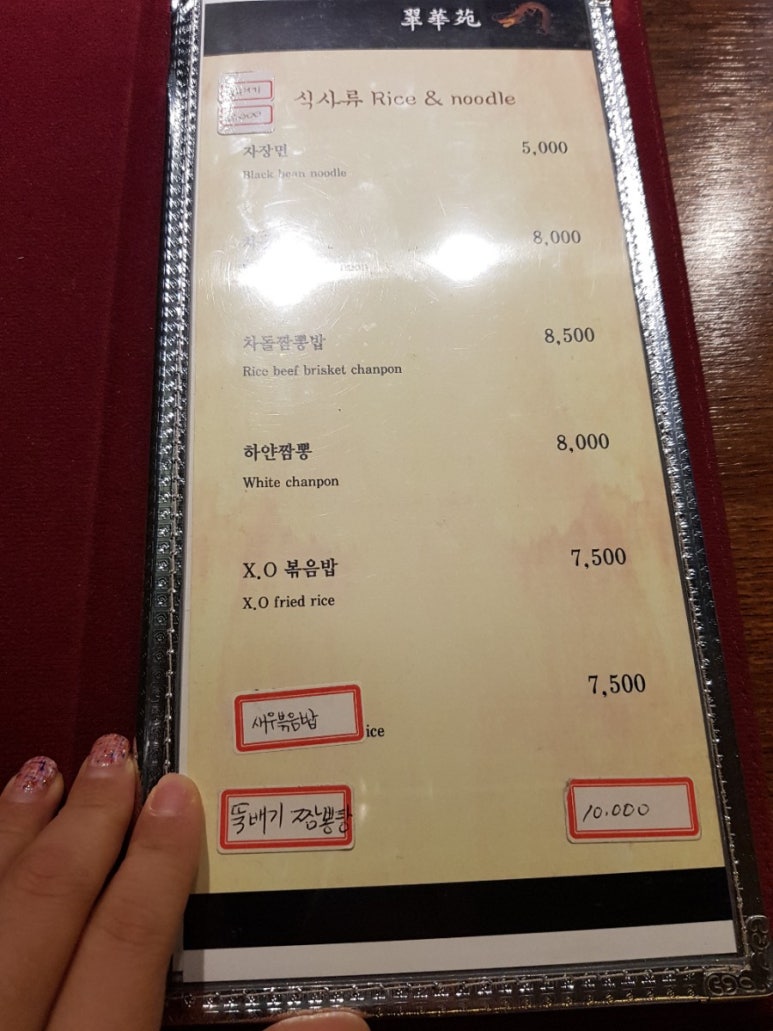 翠華苑
식사류 Rice & noodle
자장면 5,000
Black bean noodle
8,000
차돌짬뽕밥 8,500
Rice beef brisket chanpon
하얀짬뽕 8,000
White chanpon
X.O 볶음밥 7,500
X.O fried rice
7,500
새우볶음밥 ice
뚝배기 짬뽕탕 10.000